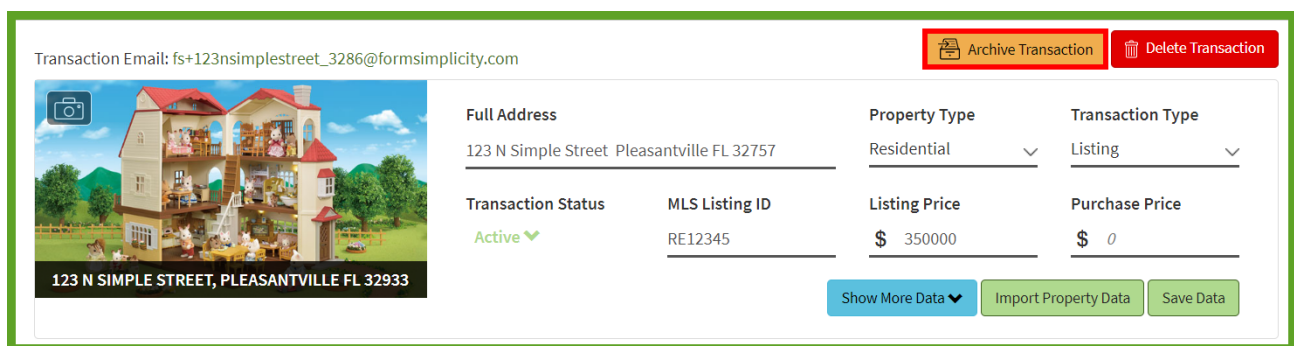 Transaction Email: fs+123nsimplestreet_3286@formsimplicity.com
Archive Transaction
Delete Transaction
Full Address
Property Type
Transaction Type
123 N Simple Street Pleasantville FL 32757
Residential
Listing
Transaction Status
MLS Listing ID
Listing Price
Purchase Price
Active
RE12345
$ 350000
$ 0
123 N SIMPLE STREET, PLEASANTVILLE FL 32933
Show More Data
Import Property Data
Save Data